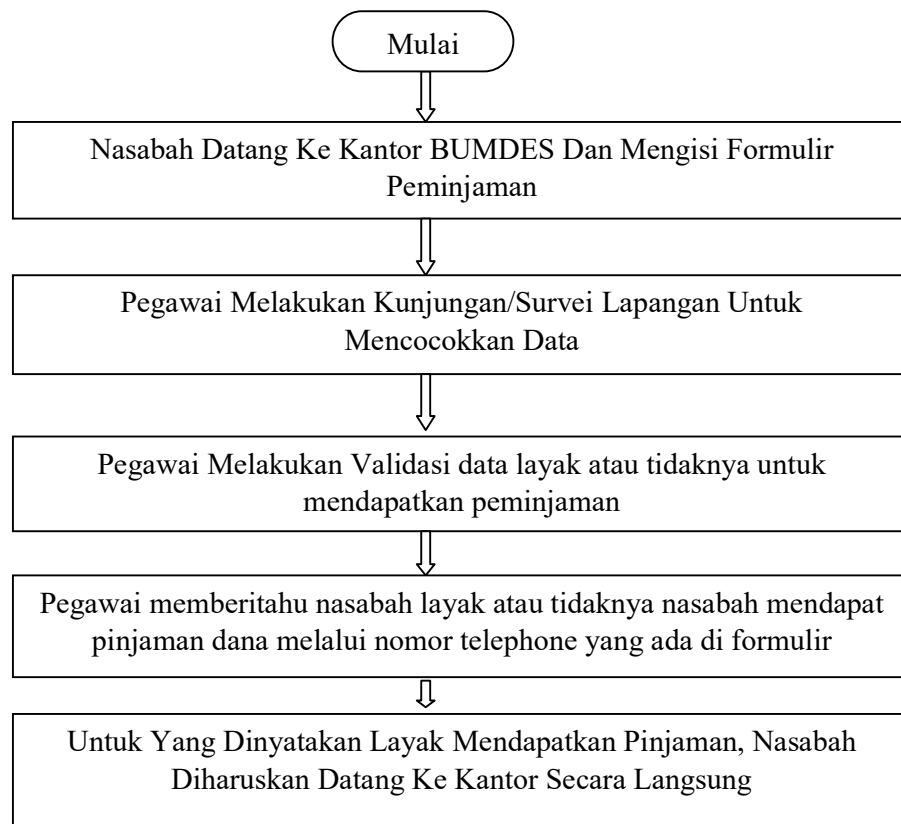 Mulai
Nasabah Datang Ke Kantor BUMDES Dan Mengisi Formulir
Peminjaman
Pegawai Melakukan Kunjungan/Survei Lapangan Untuk
Mencocokkan Data
Pegawai Melakukan Validasi data layak atau tidaknya untuk
mendapatkan peminjaman
Pegawai memberitahu nasabah layak atau tidaknya nasabah mendapat
pinjaman dana melalui nomor telephone yang ada di formulir
Untuk Yang Dinyatakan Layak Mendapatkan Pinjaman, Nasabah
Diharuskan Datang Ke Kantor Secara Langsung